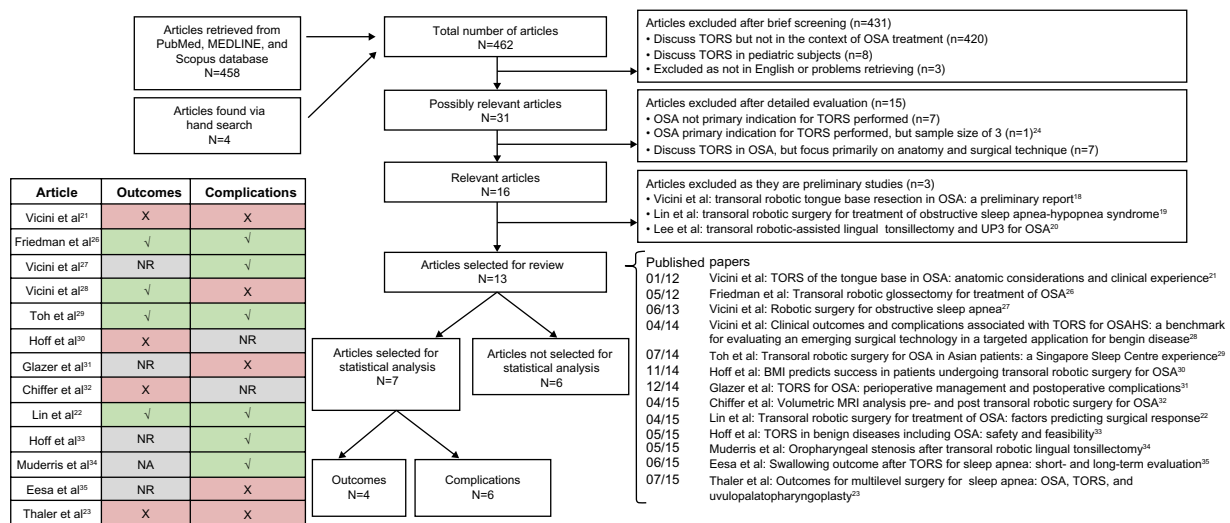 Articles retrieved from
PubMed, MEDLINE, and
Scopus database
N=458
Articles found via
hand search
N=4
Total number of articles
N=462
Articles excluded after brief screening (n=431)
• Discuss TORS but not in the context of OSA treatment (n=420)
• Discuss TORS in pediatric subjects (n=8)
• Excluded as not in English or problems retrieving (n=3)
Possibly relevant articles
N=31
Articles excluded after detailed evaluation (n=15)
• OSA not primary indication for TORS performed (n=7)
• OSA primary indication for TORS performed, but sample size of 3 (n=1)24
• Discuss TORS in OSA, but focus primarily on anatomy and surgical technique (n=7)
Relevant articles
N=16
Articles excluded as they are preliminary studies (n=3)
• Vicini et al: transoral robotic tongue base resection in OSA: a preliminary report18
• Lin et al: transoral robotic surgery for treatment of obstructive sleep apnea-hypopnea syndrome19
• Lee et al: transoral robotic-assisted lingual tonsillectomy and UP3 for OSA20
Article Outcomes Complications
Vicini et al21 X X
Friedman et al26 √ √
Vicini et al27 NR √
Vicini et al28 √ X
Toh et al29 √ √
Hoff et al30 X NR
Glazer et al31 NR X
Chiffer et al32 X NR
Lin et al22 √ √
Hoff et al33 NR √
Muderris et al34 NA √
Eesa et al35 NR X
Thaler et al23 X X
Articles selected for review
N=13
Articles selected for
statistical analysis
N=7
Articles not selected for
statistical analysis
N=6
Outcomes
N=4
Complications
N=6
Published papers
01/12 Vicini et al: TORS of the tongue base in OSA: anatomic considerations and clinical experience21
05/12 Friedman et al: Transoral robotic glossectomy for treatment of OSA26
06/13 Vicini et al: Robotic surgery for obstructive sleep apnea27
04/14 Vicini et al: Clinical outcomes and complications associated with TORS for OSAHS: a benchmark
for evaluating an emerging surgical technology in a targeted application for benign disease28
07/14 Toh et al: Transoral robotic surgery for OSA in Asian patients: a Singapore Sleep Centre experience29
11/14 Hoff et al: BMI predicts success in patients undergoing transoral robotic surgery for OSA30
12/14 Glazer et al: TORS for OSA: perioperative management and postoperative complications31
04/15 Chiffer et al: Volumetric MRI analysis pre- and post transoral robotic surgery for OSA32
04/15 Lin et al: Transoral robotic surgery for treatment of OSA: factors predicting surgical response22
05/15 Hoff et al: TORS in benign diseases including OSA: safety and feasibility33
05/15 Muderris et al: Oropharyngeal stenosis after transoral robotic lingual tonsillectomy34
06/15 Eesa et al: Swallowing outcome after TORS for sleep apnea: short- and long-term evaluation35
07/15 Thaler et al: Outcomes for multilevel surgery for sleep apnea: OSA, TORS, and
uvulopalatopharyngoplasty23